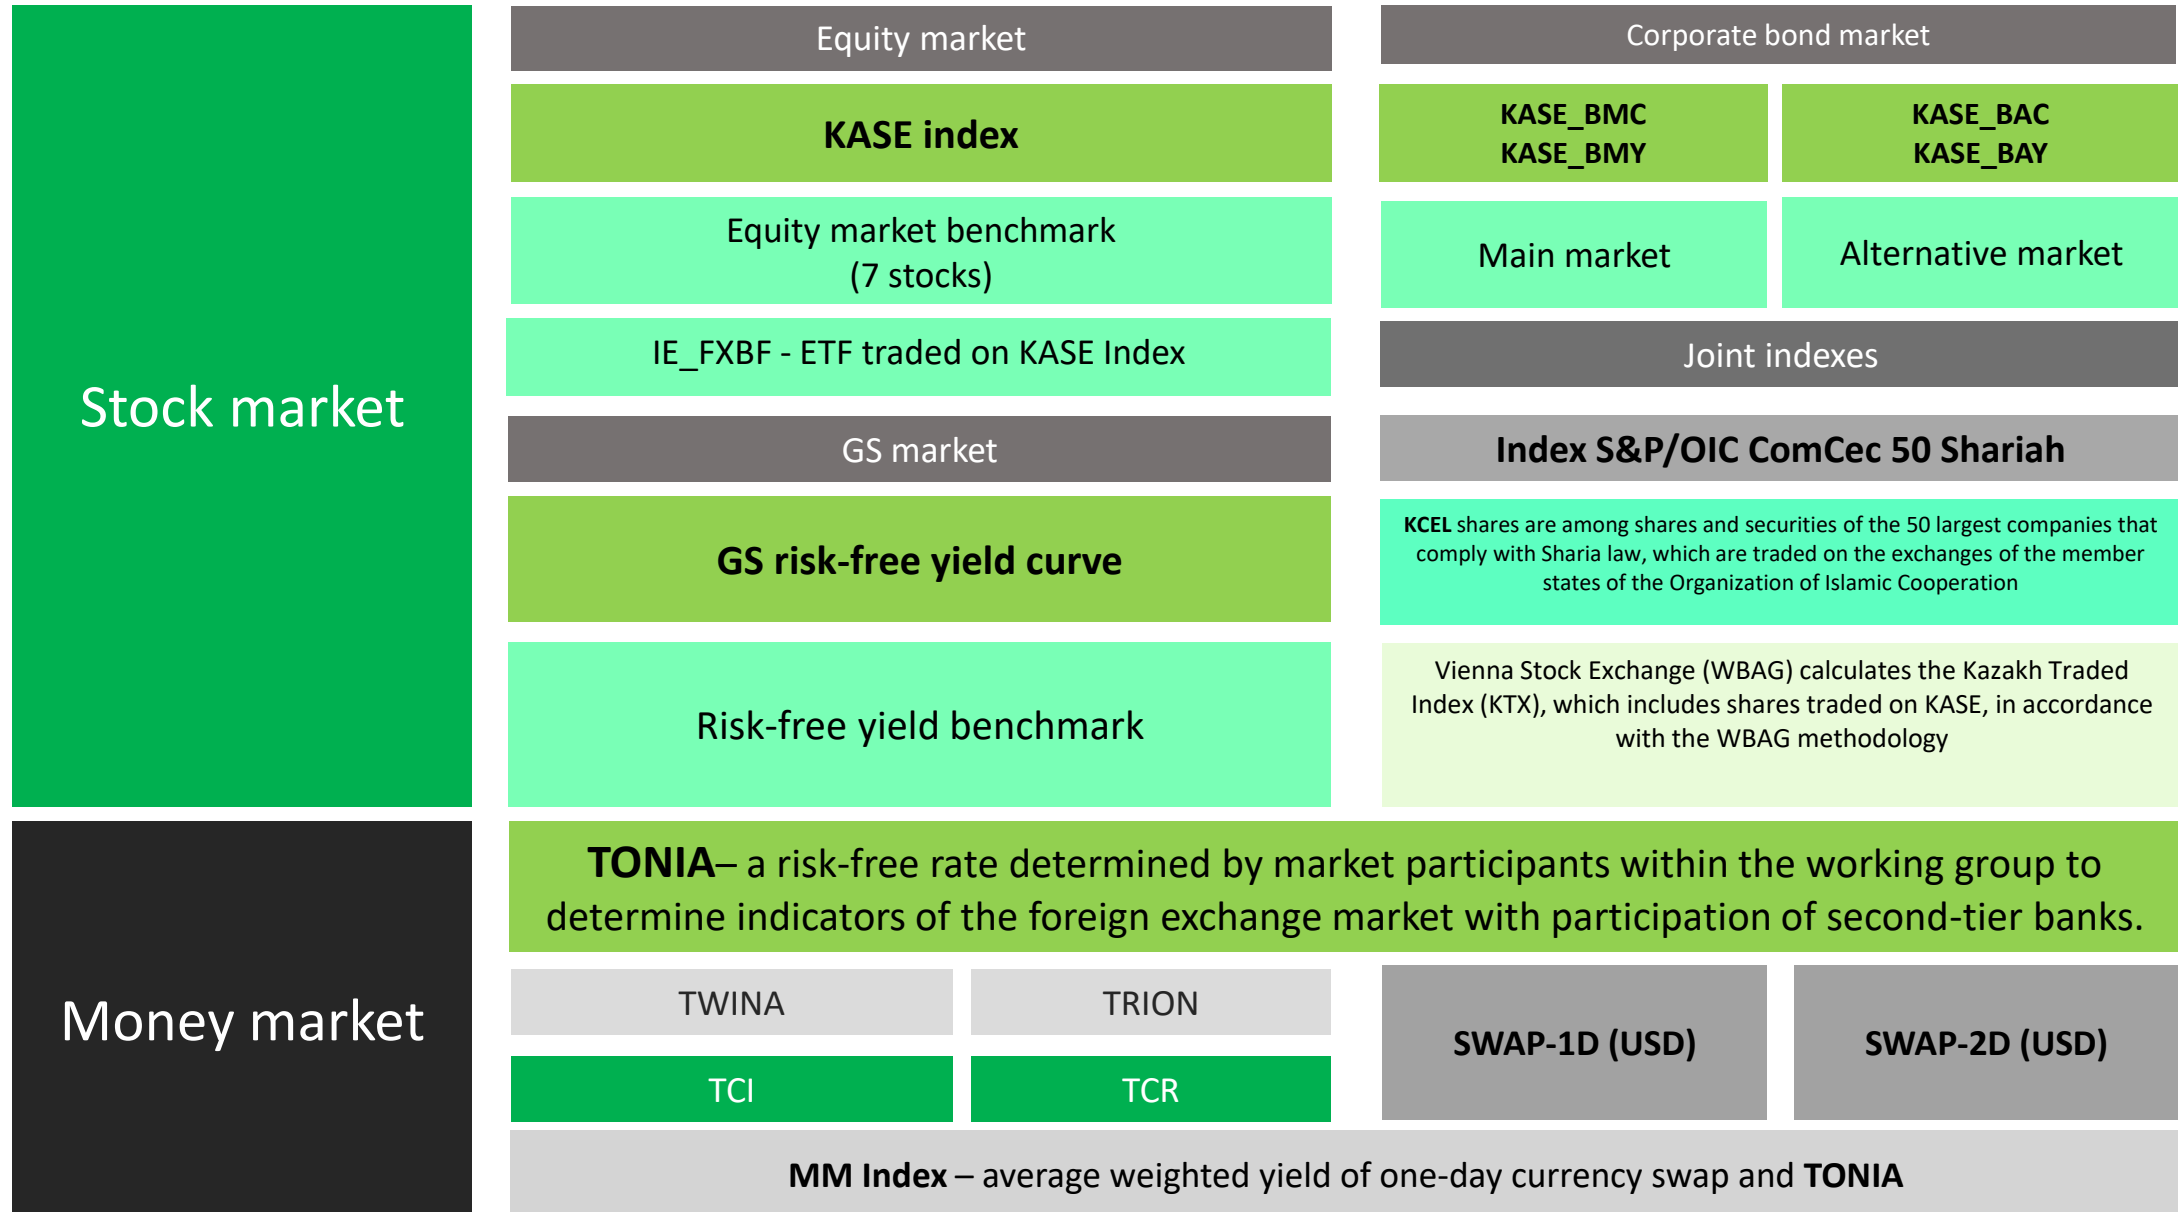 Stock market
Equity market
KASE index
Equity market benchmark
(7 stocks)
IE_FXBF - ETF traded on KASE Index
GS market
GS risk-free yield curve
Risk-free yield benchmark
Corporate bond market
KASE_BMC
KASE_BMY
KASE_BAC
KASE_BAY
Main market
Alternative market
Joint indexes
Index S&P/OIC ComCec 50 Shariah
KCEL shares are among shares and securities of the 50 largest companies that
comply with Sharia law, which are traded on the exchanges of the member
states of the Organization of Islamic Cooperation
Vienna Stock Exchange (WBAG) calculates the Kazakh Traded
Index (KTX), which includes shares traded on KASE, in accordance
with the WBAG methodology
Money market
TONIA– a risk-free rate determined by market participants within the working group to
determine indicators of the foreign exchange market with participation of second-tier banks.
TWINA
TRION
TCI
TCR
SWAP-1D (USD)
SWAP-2D (USD)
MM Index – average weighted yield of one-day currency swap and TONIA